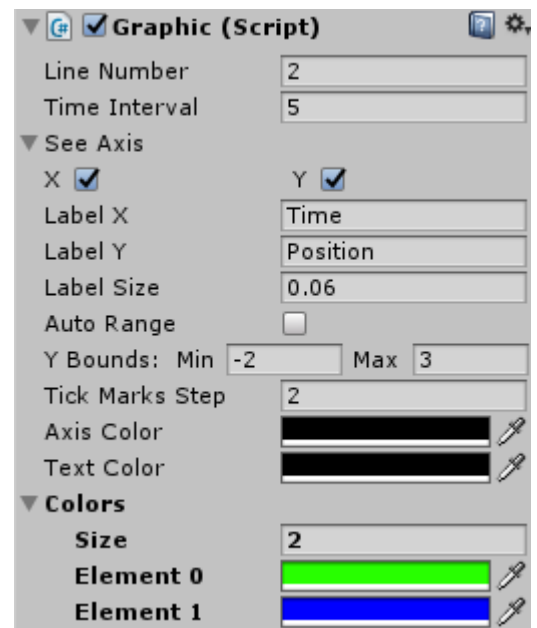 Graphic (Script)
Line Number 2
Time Interval 5
See Axis
X Y
Label X Time
Label Y Position
Label Size 0.06
Auto Range
Y Bounds: Min -2 Max 3
Tick Marks Step 2
Axis Color
Text Color
Colors
Size 2
Element 0
Element 1